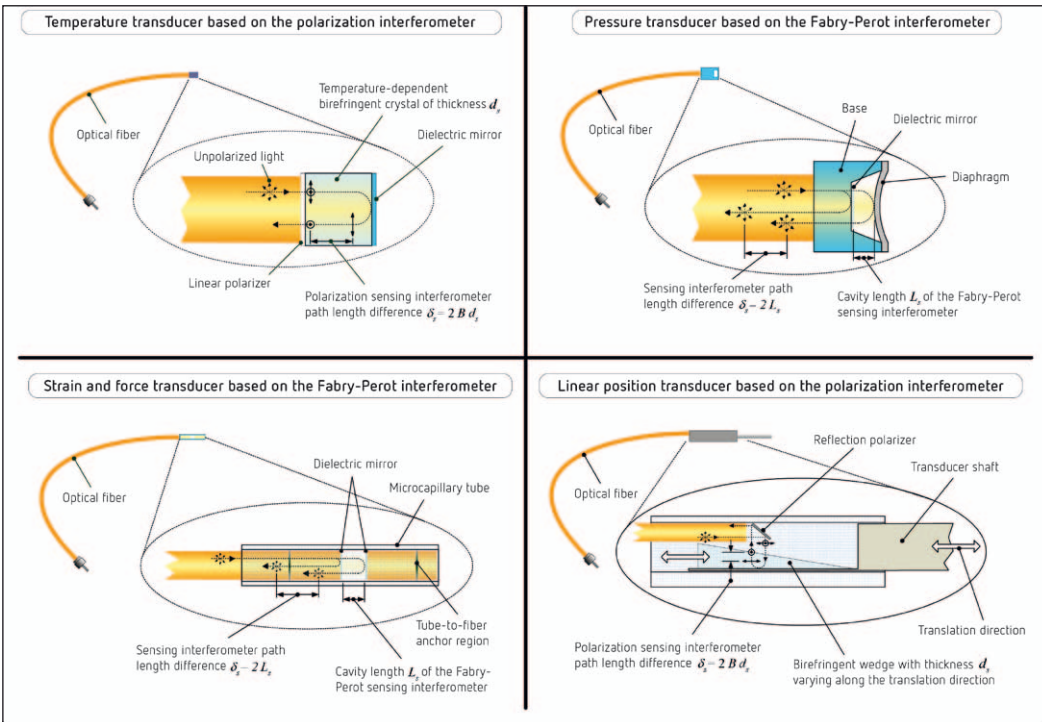 Temperature transducer based on the polarization interferometer
Temperature-dependent
birefringent crystal of thickness dₛ
Optical fiber
Dielectric mirror
Unpolarized light
Linear polarizer
Polarization sensing interferometer
path length difference δₛ = 2 B dₛ
Pressure transducer based on the Fabry-Perot interferometer
Base
Optical fiber
Dielectric mirror
Diaphragm
Sensing interferometer path
length difference δₛ – 2 Lₛ
Cavity length Lₛ of the Fabry-Perot
sensing interferometer
Strain and force transducer based on the Fabry-Perot interferometer
Dielectric mirror
Optical fiber
Microcapillary tube
Tube-to-fiber
anchor region
Sensing interferometer path
length difference δₛ – 2 Lₛ
Cavity length Lₛ of the Fabry-
Perot sensing interferometer
Linear position transducer based on the polarization interferometer
Reflection polarizer
Optical fiber
Transducer shaft
Translation direction
Polarization sensing interferometer
path length difference δₛ = 2 B dₛ
Birefringent wedge with thickness dₛ
varying along the translation direction